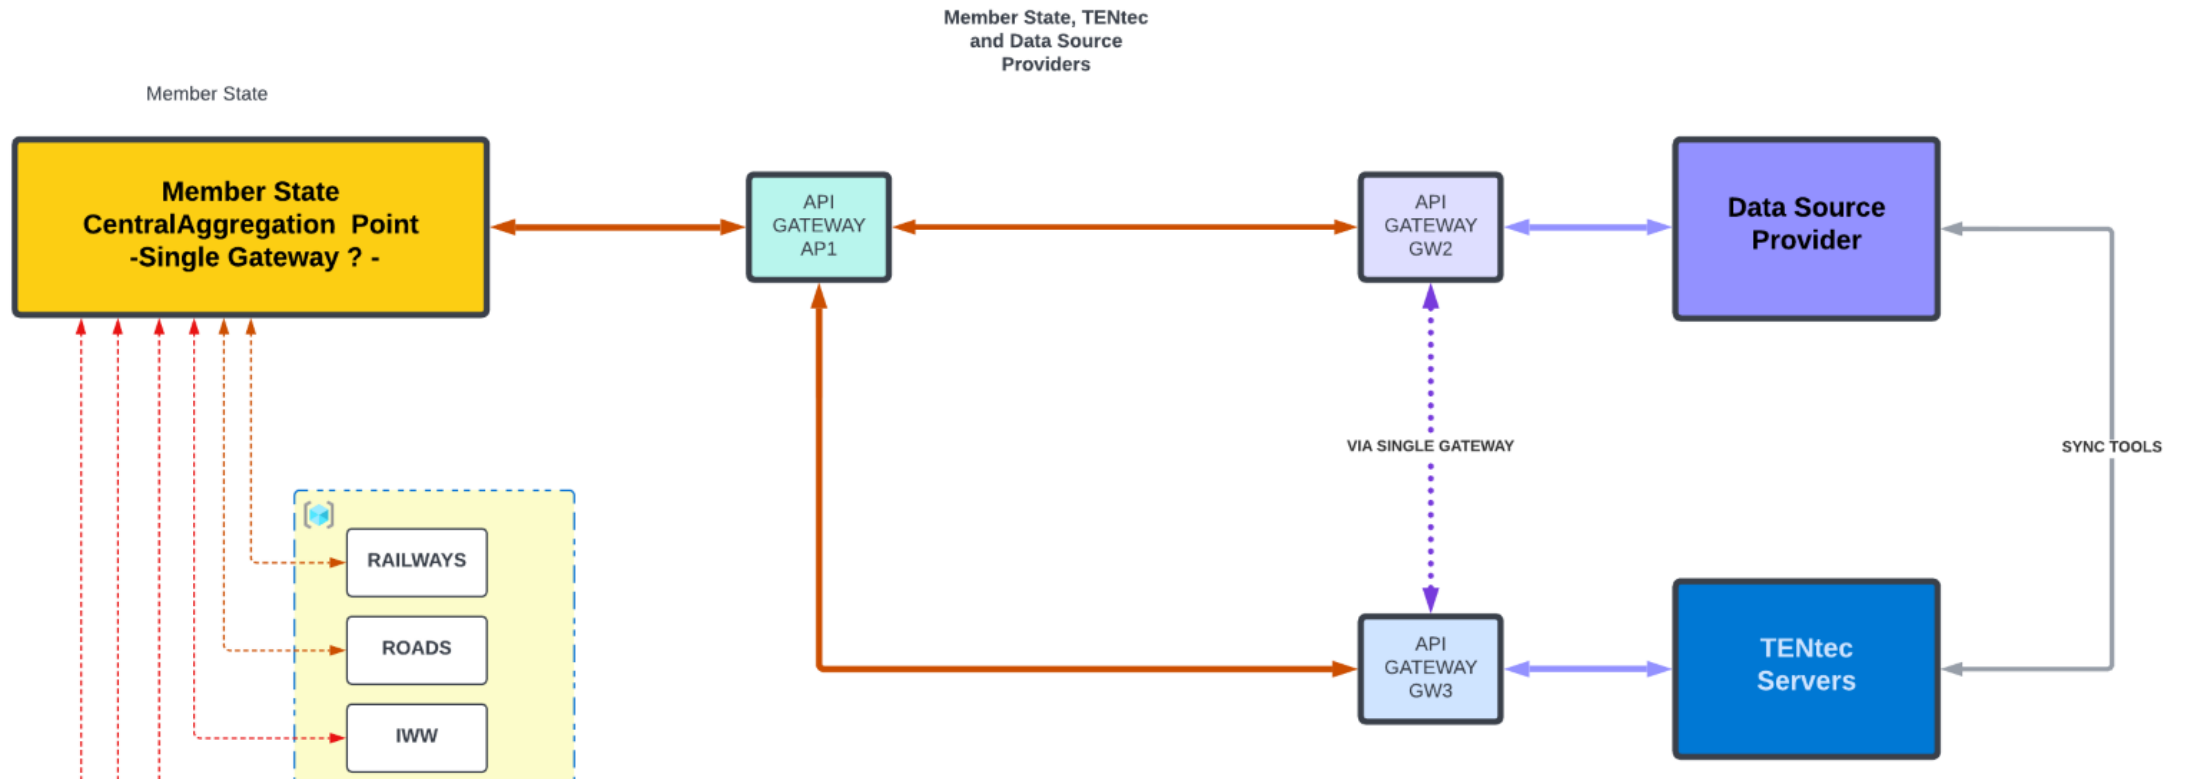 Member State, TENtec
and Data Source
Providers
Member State
Member State
CentralAggregation  Point
-Single Gateway ? -
API
GATEWAY
AP1
API
GATEWAY
GW2
Data Source
Provider
VIA SINGLE GATEWAY
SYNC TOOLS
RAILWAYS
ROADS
IWW
API
GATEWAY
GW3
TENtec
Servers